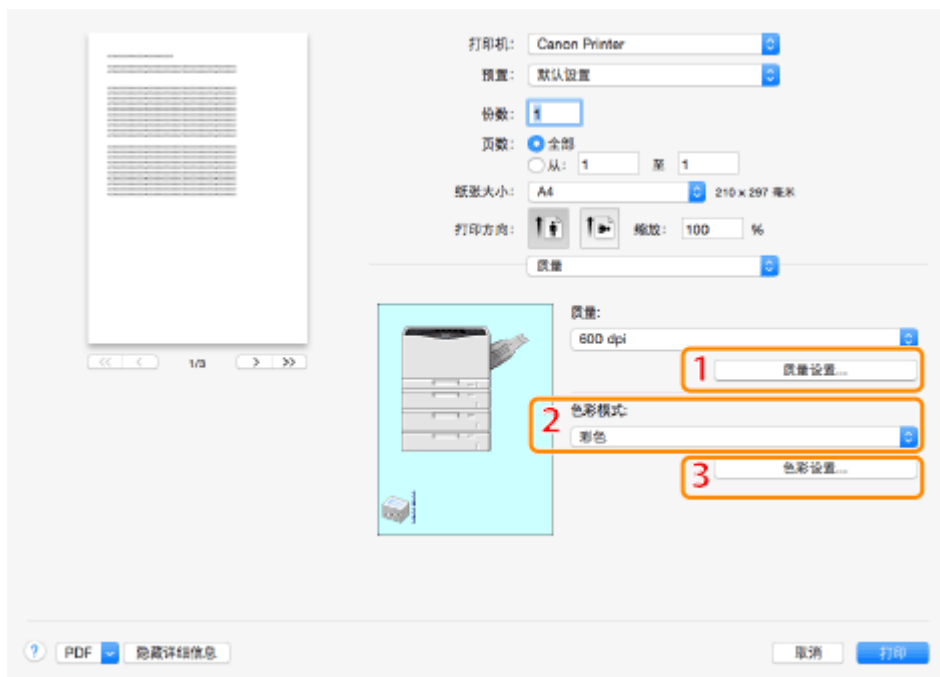 打印机: Canon Printer
预置: 默认设置
份数: 1
页数: 全部
从: 1 至 1
纸张大小: A4 210 x 297 毫米
打印方向: 缩放: 100 %
质量
质量:
600 dpi
1 质量设置...
2 色彩模式:
彩色
3 色彩设置...
<< < 1/3 > >>
? PDF 隐藏详细信息 取消 打印